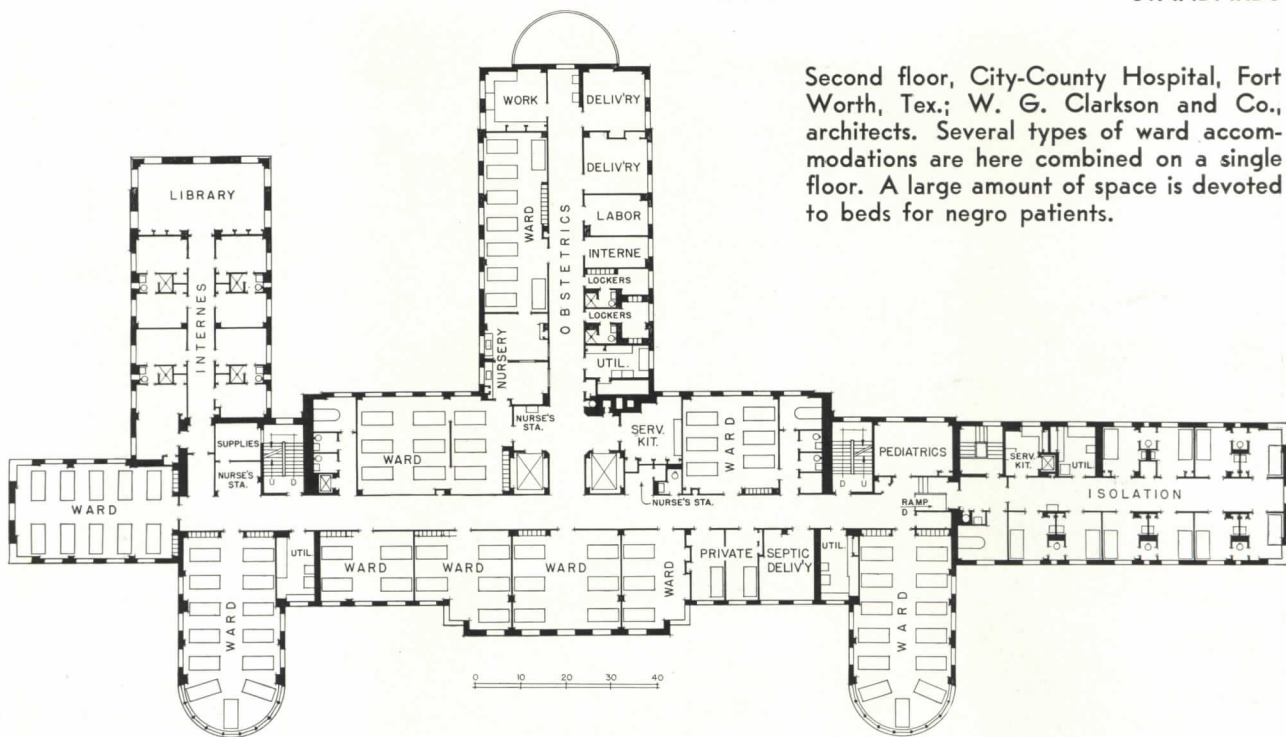 Second floor, City-County Hospital, Fort
Worth, Tex.; W. G. Clarkson and Co.,
architects. Several types of ward accom-
modations are here combined on a single
floor. A large amount of space is devoted
to beds for negro patients.
WORK
DELIV'RY
DELIV'RY
WARD
LABOR
OBSTETRICS
INTERNE
LOCKERS
LOCKERS
NURSERY
UTIL.
LIBRARY
INTERNES
SUPPLIES
NURSE'S
STA.
U D
WARD
NURSE'S
STA.
SERV.
KIT.
WARD
NURSE'S STA.
D U
PEDIATRICS
RAMP
D
SERV.
KIT.
UTIL
ISOLATION
WARD
WARD
UTIL.
WARD
WARD
WARD
WARD
PRIVATE
SEPTIC
DELIV'Y
UTIL.
WARD
0 10 20 30 40